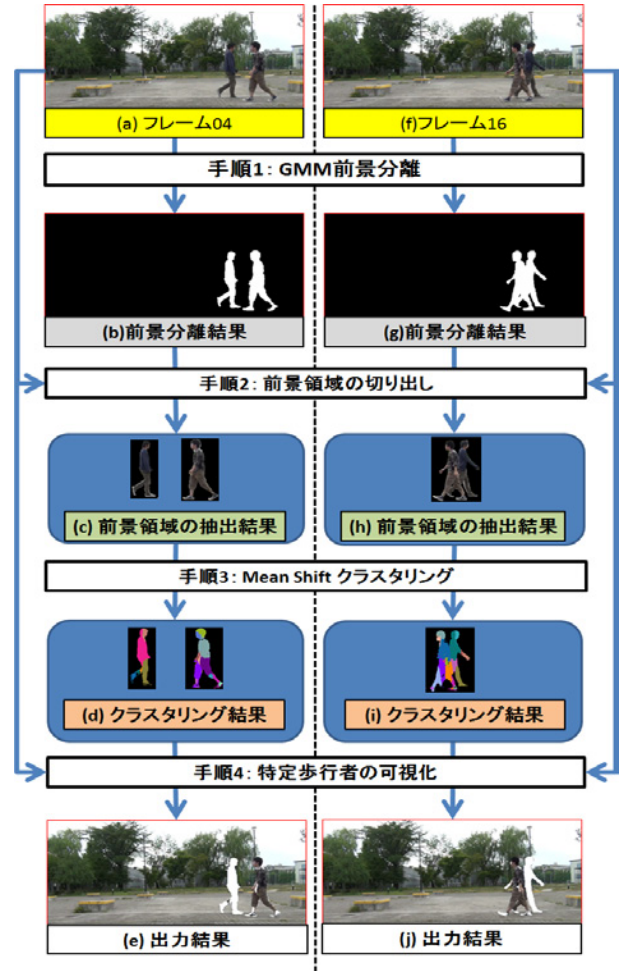 (a) フレーム04
(f)フレーム16
手順1: GMM前景分離
(b)前景分離結果
(g)前景分離結果
手順2: 前景領域の切り出し
(c) 前景領域の抽出結果
(h) 前景領域の抽出結果
手順3: Mean Shift クラスタリング
(d) クラスタリング結果
(i) クラスタリング結果
手順4: 特定歩行者の可視化
(e) 出力結果
(j) 出力結果